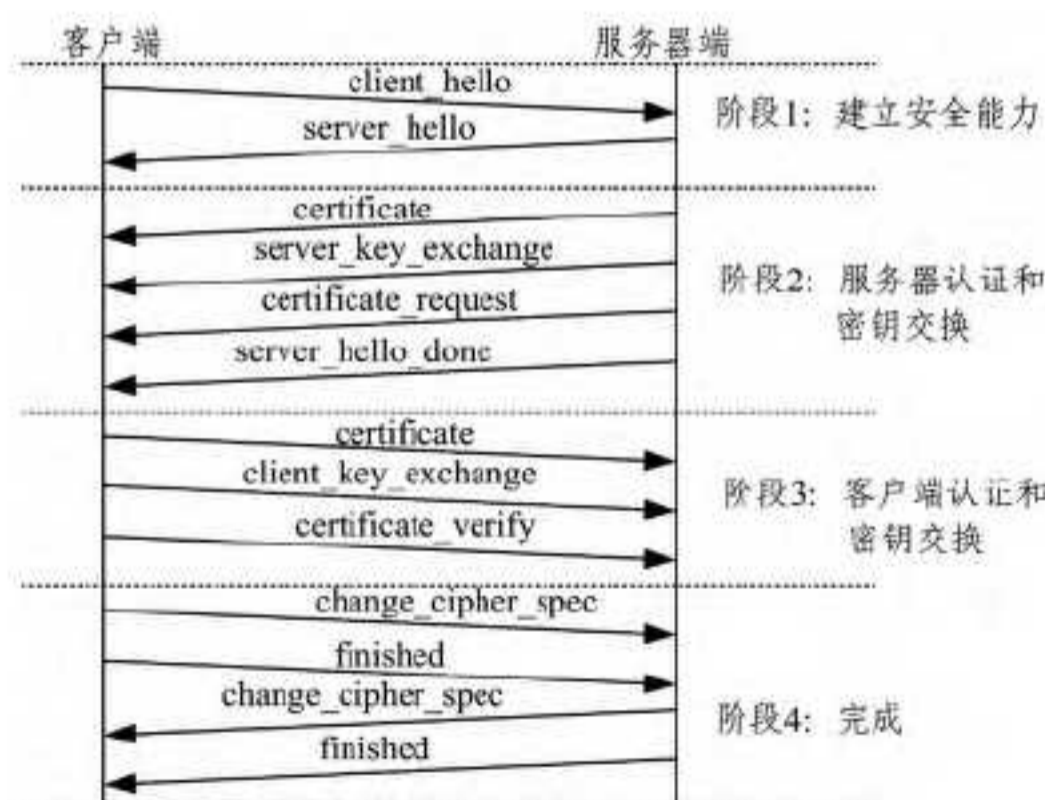 客户端
服务器端
client_hello
阶段1: 建立安全能力
server_hello
certificate
server_key_exchange
阶段2: 服务器认证和
密钥交换
certificate_request
server_hello_done
certificate
client_key_exchange
阶段3: 客户端认证和
密钥交换
certificate_verify
change_cipher_spec
finished
change_cipher_spec
阶段4: 完成
finished